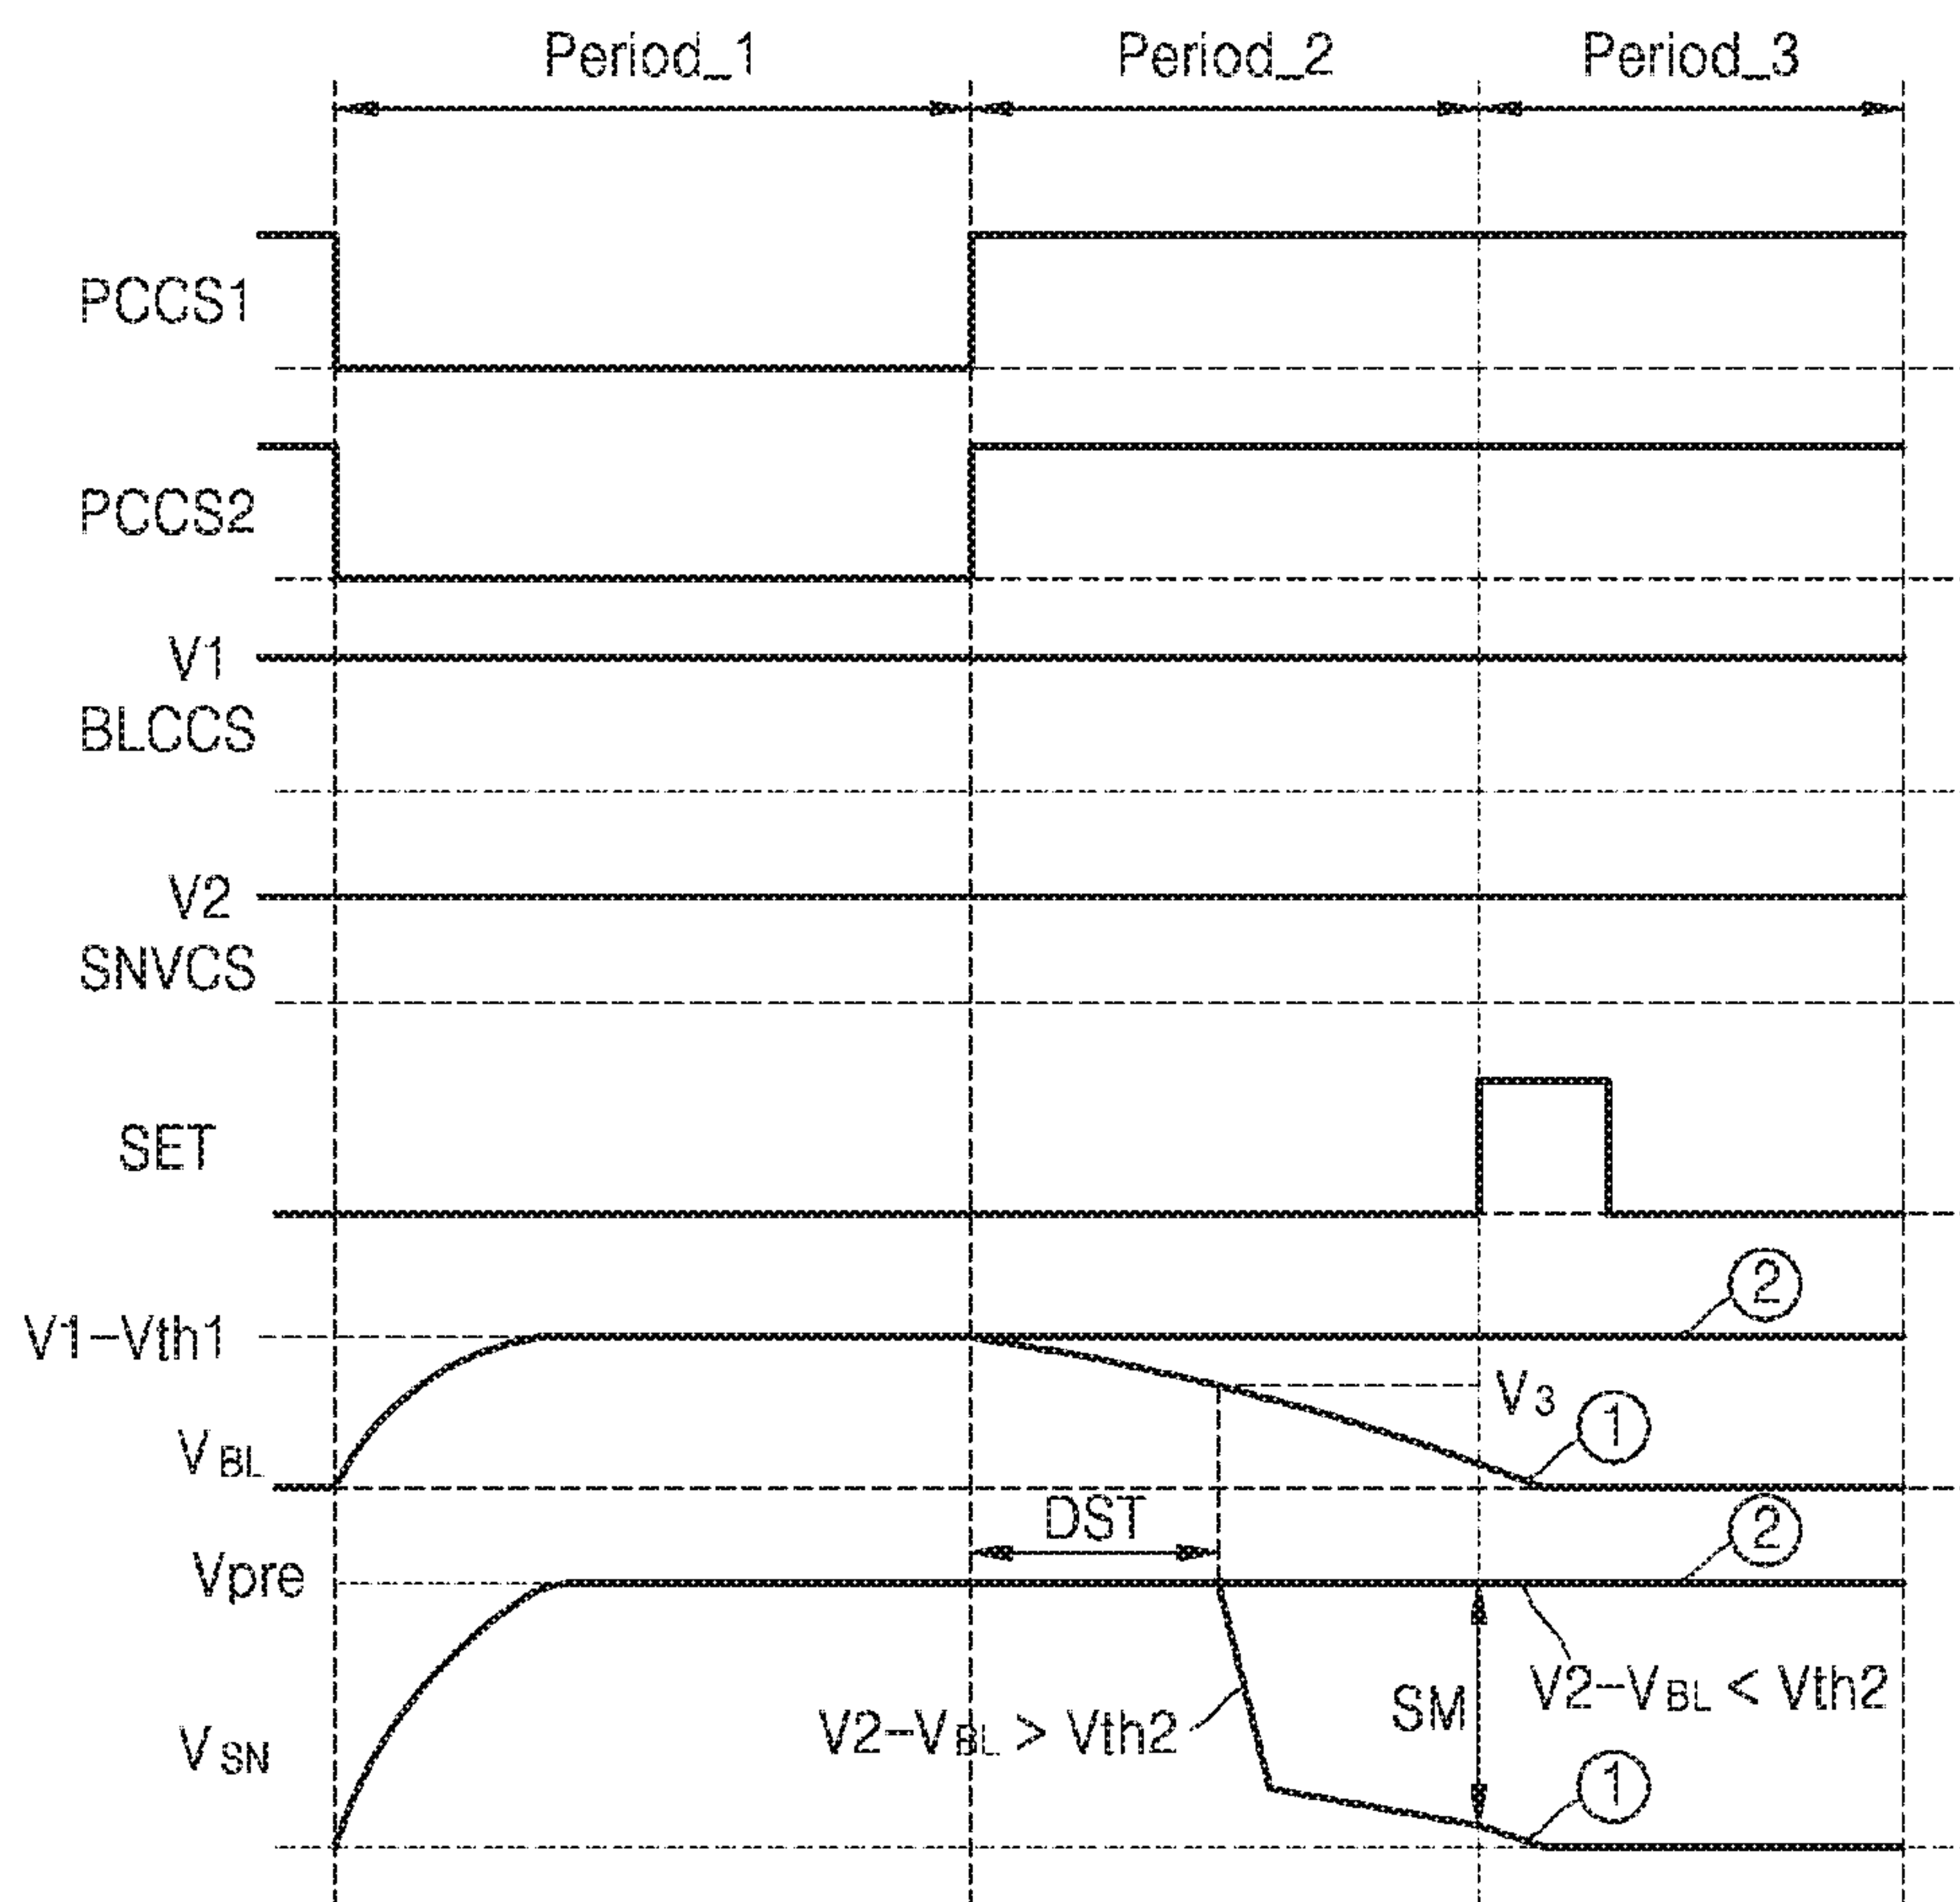 Period_1 Period_2 Period_3
PCCS1
PCCS2
V1
BLCCS
V2
SNVCS
SET
②
V1-Vth1
V3
①
VBL
DST
②
Vpre
V2-VBL < Vth2
SM
V2-VBL > Vth2
VSN
①